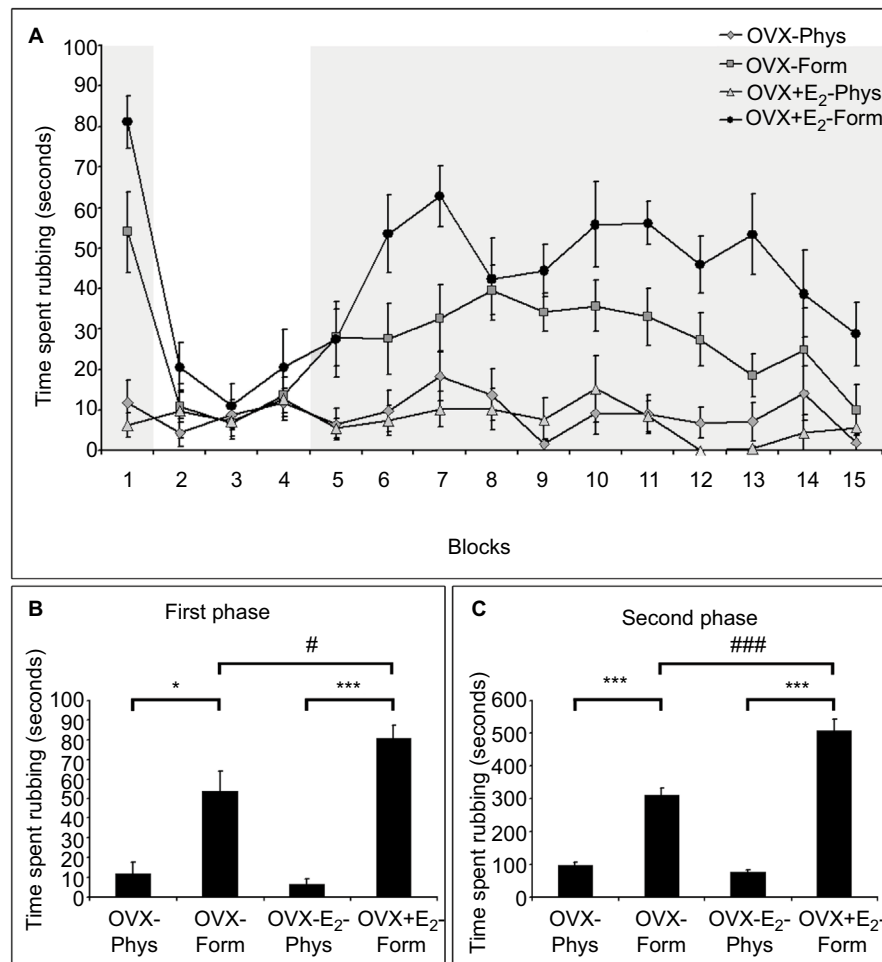 A
OVX-Phys
OVX-Form
OVX+E₂-Phys
OVX+E₂-Form
Time spent rubbing (seconds)
100
90
80
70
60
50
40
30
20
10
0
1 2 3 4 5 6 7 8 9 10 11 12 13 14 15
Blocks
B
First phase
#
* ***
Time spent rubbing (seconds)
100
90
80
70
60
50
40
30
20
10
0
OVX-Phys
OVX-Form
OVX-E₂-Phys
OVX+E₂-Form
C
Second phase
###
*** ***
Time spent rubbing (seconds)
600
500
400
300
200
100
0
OVX-Phys
OVX-Form
OVX-E₂-Phys
OVX+E₂-Form